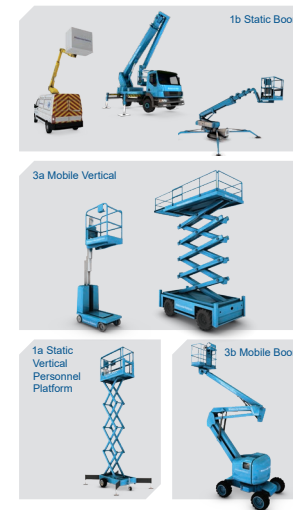 1b Static Boo
3a Mobile Vertical
1a Static
Vertical
Personnel
Platform
3b Mobile Boo